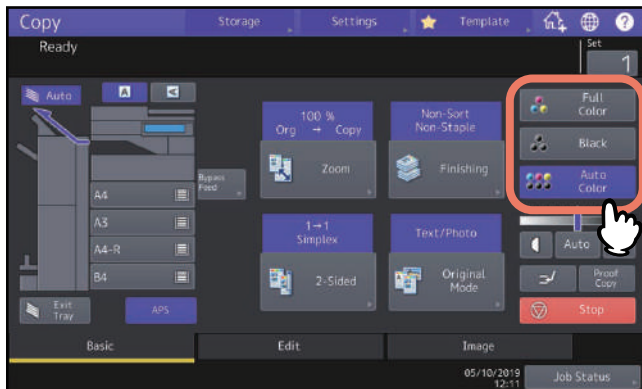 Copy
Storage
Settings
Template
?
Ready
Set
1
Auto
A
A
100 %
Org → Copy
Zoom
Non-Sort
Non-Staple
Finishing
Full
Color
Black
Auto
Color
Bypass
Feed
A4
A3
A4-R
B4
1→1
Simplex
2-Sided
Text/Photo
Original
Mode
Auto
Proof
Copy
Stop
Exit
Tray
APS
Basic
Edit
Image
05/10/2019
12:11
Job Status